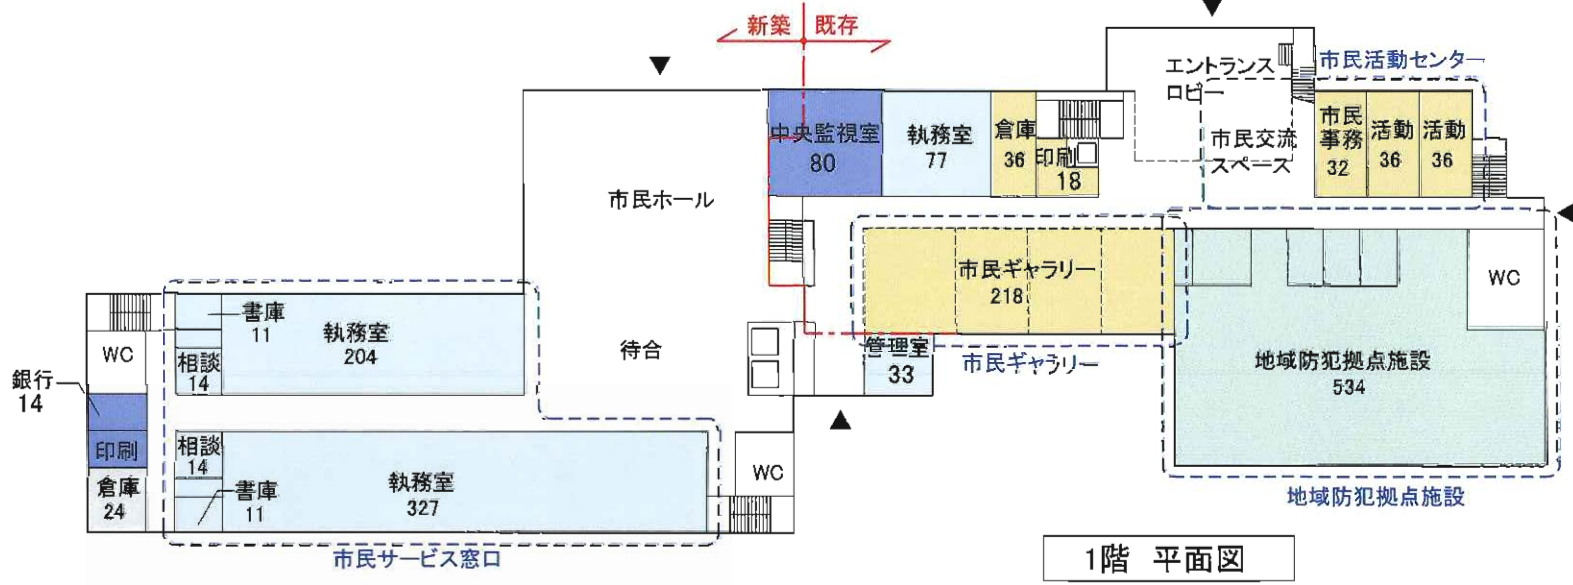 新築 既存
エントランス
ロビー
市民活動センター
中央監視室
80
執務室
77
倉庫
36
印刷
18
市民交流
スペース
市民
事務
32
活動
36
活動
36
市民ホール
市民ギャラリー
218
WC
書庫
11
執務室
204
WC
相談
14
待合
管理室
33
市民ギャラリー
地域防犯拠点施設
534
銀行
14
印刷
相談
14
倉庫
24
書庫
11
執務室
327
WC
地域防犯拠点施設
市民サービス窓口
1階 平面図